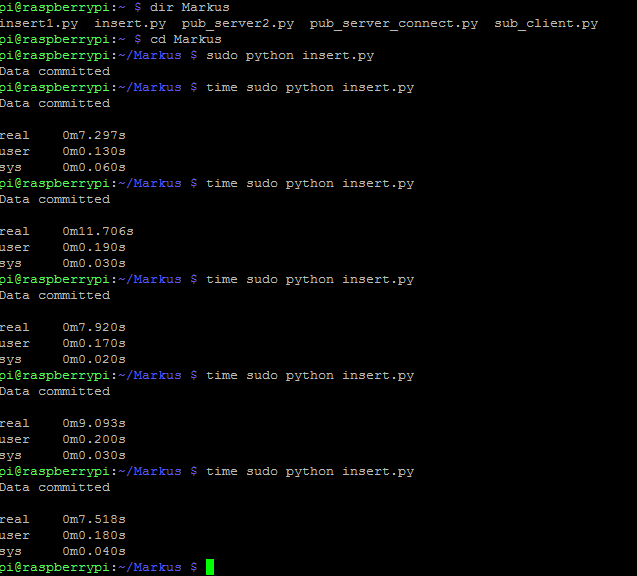 pi@raspberrypi:~ $ dir Markus
insert1.py  insert.py  pub_server2.py  pub_server_connect.py  sub_client.py
pi@raspberrypi:~ $ cd Markus
pi@raspberrypi:~/Markus $ sudo python insert.py
Data committed
pi@raspberrypi:~/Markus $ time sudo python insert.py
Data committed
real    0m7.297s
user    0m0.130s
sys     0m0.060s
pi@raspberrypi:~/Markus $ time sudo python insert.py
Data committed
real    0m11.706s
user    0m0.190s
sys     0m0.030s
pi@raspberrypi:~/Markus $ time sudo python insert.py
Data committed
real    0m7.920s
user    0m0.170s
sys     0m0.020s
pi@raspberrypi:~/Markus $ time sudo python insert.py
Data committed
real    0m9.093s
user    0m0.200s
sys     0m0.030s
pi@raspberrypi:~/Markus $ time sudo python insert.py
Data committed
real    0m7.518s
user    0m0.180s
sys     0m0.040s
pi@raspberrypi:~/Markus $